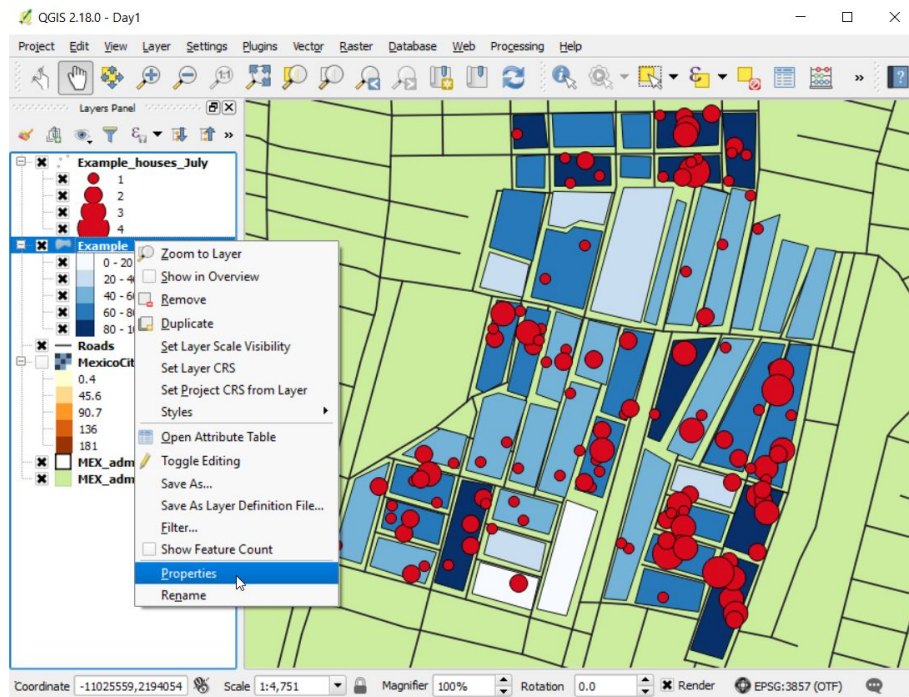 QGIS 2.18.0 - Day1
Project Edit View Layer Settings Plugins Vector Raster Database Web Processing Help
Layers Panel
Example_houses_July
1
2
3
4
Example
0 - 20
20 - 4
40 - 6
60 - 8
80 - 1
Roads
MexicoCit
0.4
45.6
90.7
136
181
MEX_adm
MEX_adm
Zoom to Layer
Show in Overview
Remove
Duplicate
Set Layer Scale Visibility
Set Layer CRS
Set Project CRS from Layer
Styles
Open Attribute Table
Toggle Editing
Save As...
Save As Layer Definition File...
Filter...
Show Feature Count
Properties
Rename
Coordinate -11025559,2194054 Scale 1:4,751 Magnifier 100% Rotation 0.0 Render EPSG:3857 (OTF)